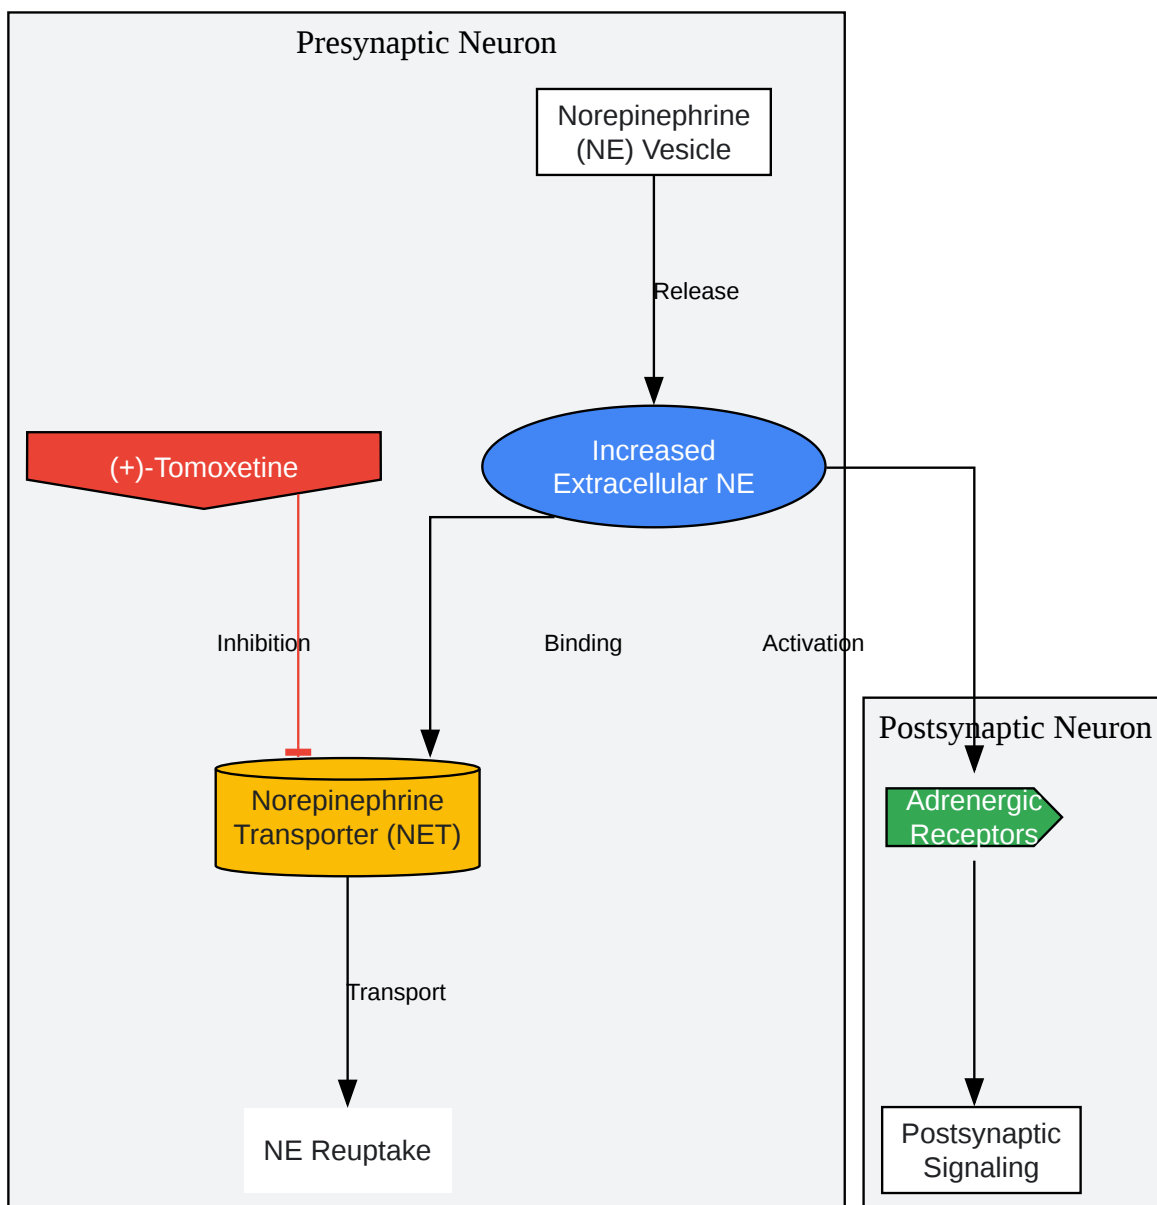 Presynaptic Neuron
Norepinephrine
(NE) Vesicle
Release
(+)-Tomoxetine
Increased
Extracellular NE
Inhibition
Binding
Activation
Postsynaptic Neuron
Norepinephrine
Transporter (NET)
Adrenergic
Receptors
Transport
NE Reuptake
Postsynaptic
Signaling